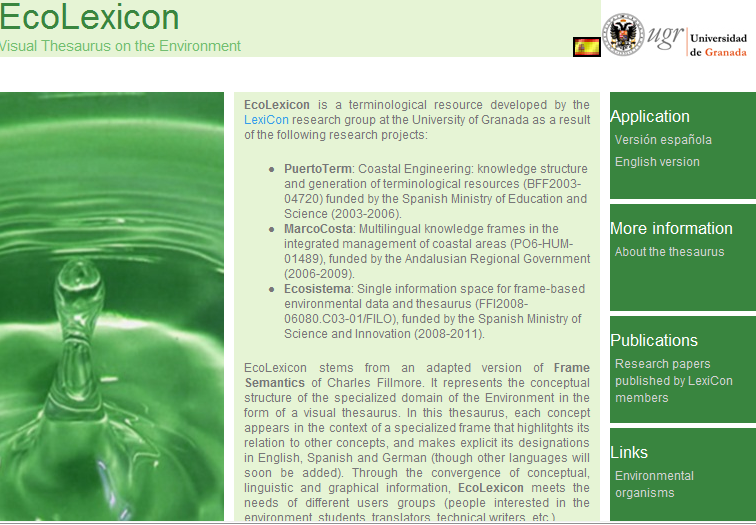 EcoLexicon
Visual Thesaurus on the Environment
ugr
Universidad
de Granada
EcoLexicon is a terminological resource developed by the
LexiCon research group at the University of Granada as a result
of the following research projects:
● PuertoTerm: Coastal Engineering: knowledge structure
and generation of terminological resources (BFF2003-
04720) funded by the Spanish Ministry of Education and
Science (2003-2006).
● MarcoCosta: Multilingual knowledge frames in the
integrated management of coastal areas (PO6-HUM-
01489), funded by the Andalusian Regional Government
(2006-2009).
● Ecosistema: Single information space for frame-based
environmental data and thesaurus (FFI2008-
06080.C03-01/FILO), funded by the Spanish Ministry of
Science and Innovation (2008-2011).
EcoLexicon stems from an adapted version of Frame
Semantics of Charles Fillmore. It represents the conceptual
structure of the specialized domain of the Environment in the
form of a visual thesaurus. In this thesaurus, each concept
appears in the context of a specialized frame that highlitghts its
relation to other concepts, and makes explicit its designations
in English, Spanish and German (though other languages will
soon be added). Through the convergence of conceptual,
linguistic and graphical information, EcoLexicon meets the
needs of different users groups (people interested in the
environment, students, translators, technical writers, etc.)
Application
Versión española
English version
More information
About the thesaurus
Publications
Research papers
published by LexiCon
members
Links
Environmental
organisms